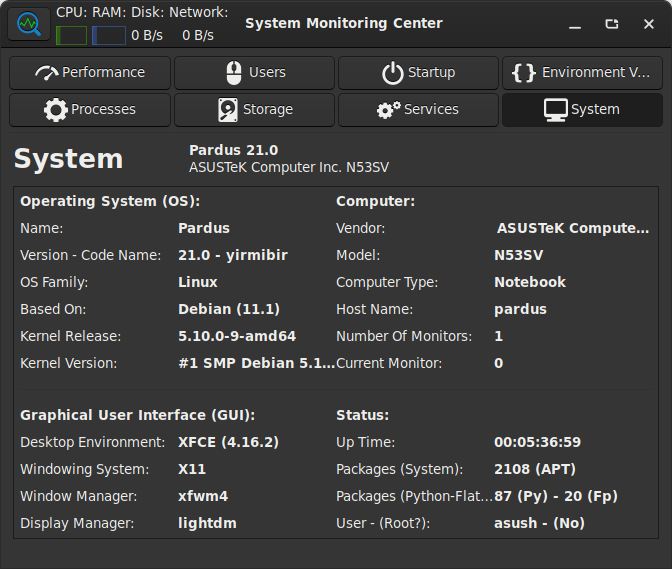 CPU: RAM: Disk: Network:
System Monitoring Center
0 B/s 0 B/s
Performance Users Startup Environment V...
Processes Storage Services System
System
Pardus 21.0
ASUSTeK Computer Inc. N53SV
Operating System (OS): Computer:
Name: Pardus Vendor: ASUSTeK Compute...
Version - Code Name: 21.0 - yirmibir Model: N53SV
OS Family: Linux Computer Type: Notebook
Based On: Debian (11.1) Host Name: pardus
Kernel Release: 5.10.0-9-amd64 Number Of Monitors: 1
Kernel Version: #1 SMP Debian 5.1... Current Monitor: 0
Graphical User Interface (GUI): Status:
Desktop Environment: XFCE (4.16.2) Up Time: 00:05:36:59
Windowing System: X11 Packages (System): 2108 (APT)
Window Manager: xfwm4 Packages (Python-Flat... 87 (Py) - 20 (Fp)
Display Manager: lightdm User - (Root?): asush - (No)